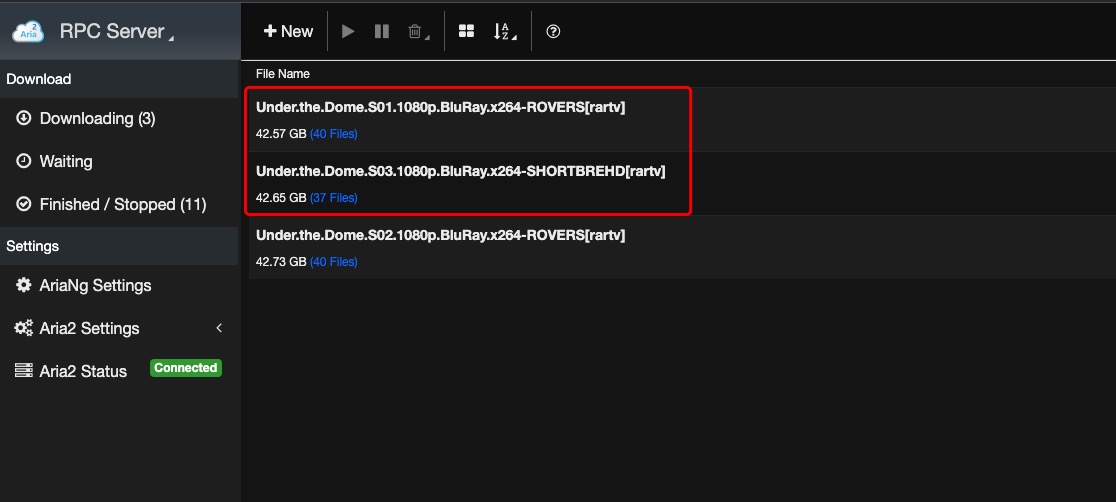 Aria 2
RPC Server
New
A Z
Download
Downloading (3)
Waiting
Finished / Stopped (11)
Settings
AriaNg Settings
Aria2 Settings
Aria2 Status
Connected
File Name
Under.the.Dome.S01.1080p.BluRay.x264-ROVERS[rartv]
42.57 GB (40 Files)
Under.the.Dome.S03.1080p.BluRay.x264-SHORTBREHD[rartv]
42.65 GB (37 Files)
Under.the.Dome.S02.1080p.BluRay.x264-ROVERS[rartv]
42.73 GB (40 Files)